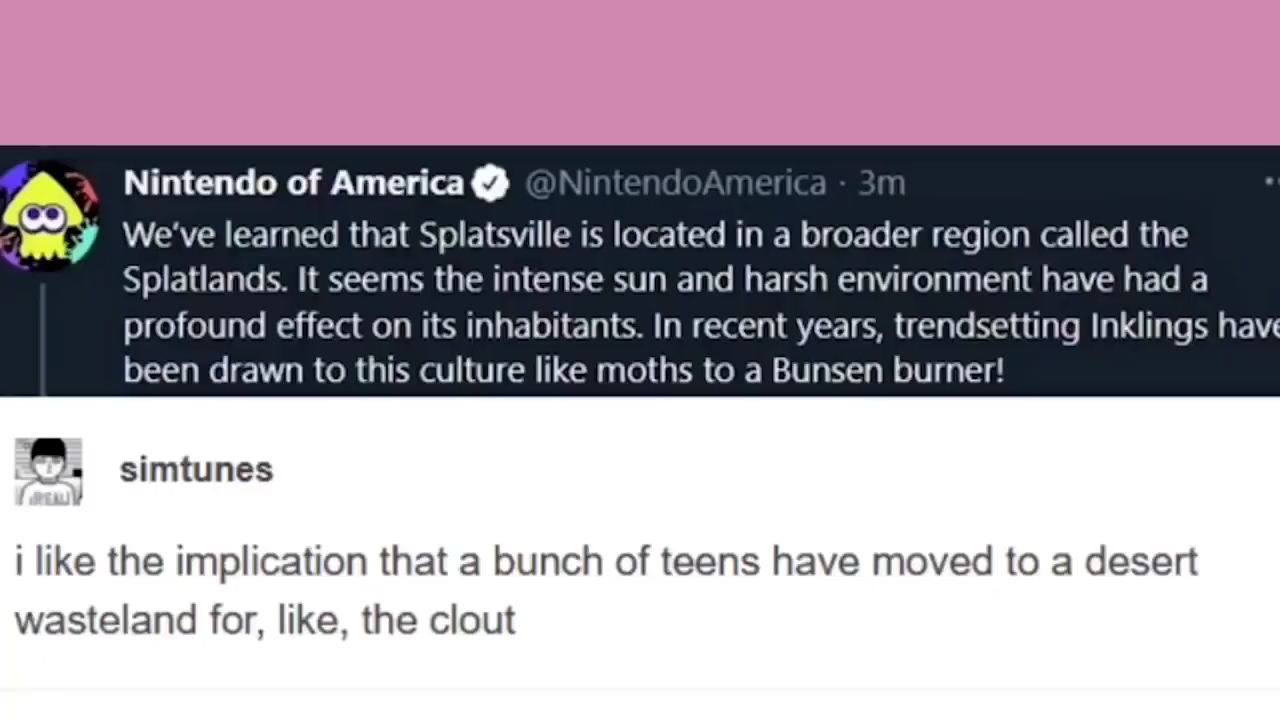 Nintendo of America @NintendoAmerica · 3m
We've learned that Splatsville is located in a broader region called the
Splatlands. It seems the intense sun and harsh environment have had a
profound effect on its inhabitants. In recent years, trendsetting Inklings have
been drawn to this culture like moths to a Bunsen burner!
simtunes
i like the implication that a bunch of teens have moved to a desert
wasteland for, like, the clout